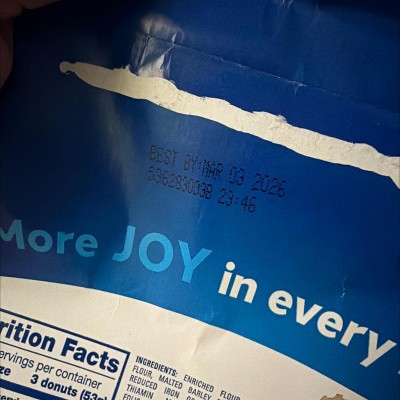 BEST BY:MAR 03 2026
536283003B 23:46
More JOY in every
rition Facts
ervings per container
ze 3 donuts (53g
INGREDIENTS: ENRICHED FLOUR
FLOUR, MALTED BARLEY
REDUCED IRON
THIAMIN